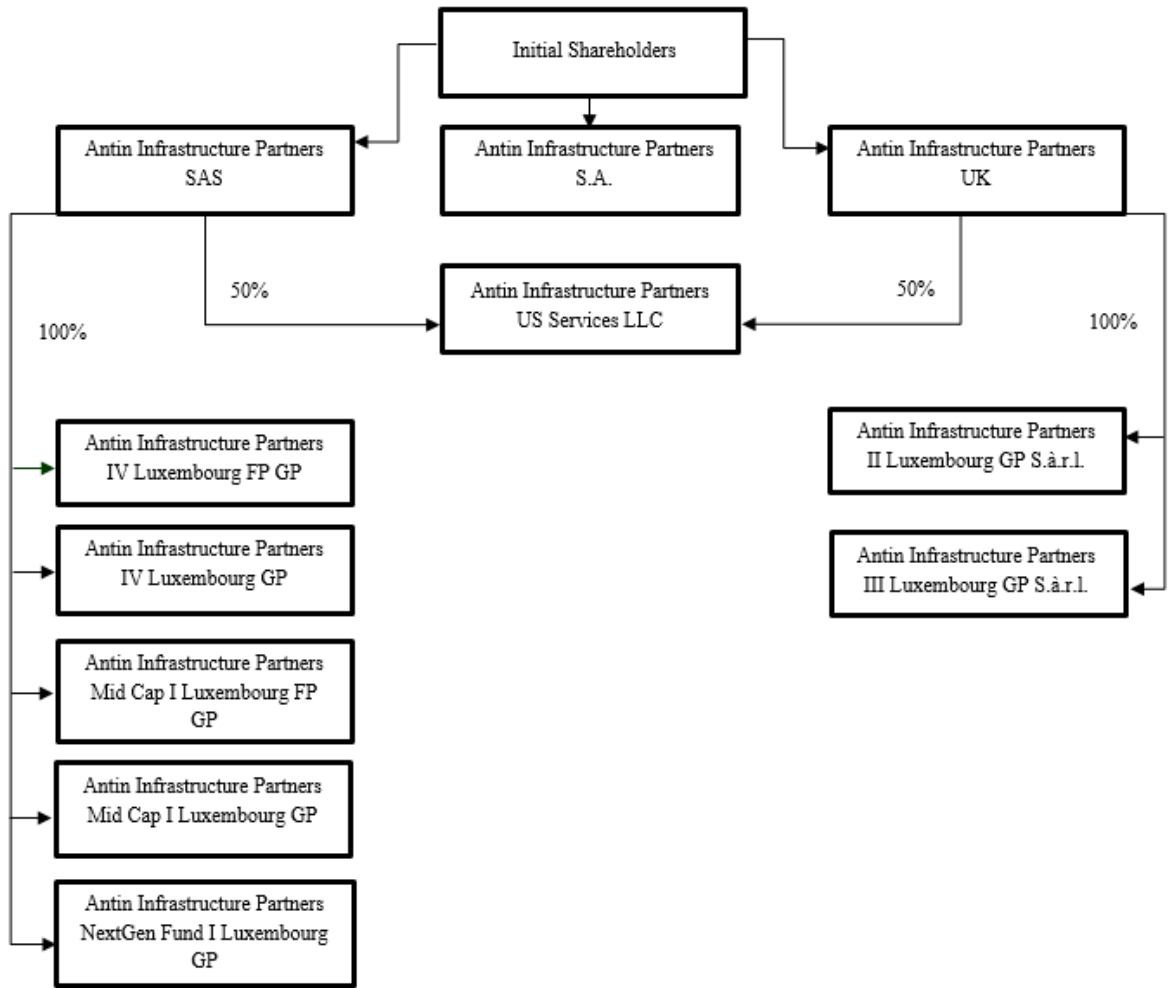 Initial Shareholders
Antin Infrastructure Partners
SAS
Antin Infrastructure Partners
S.A.
Antin Infrastructure Partners
UK
50%
Antin Infrastructure Partners
US Services LLC
50%
100%
100%
Antin Infrastructure Partners
IV Luxembourg FP GP
Antin Infrastructure Partners
II Luxembourg GP S.à.r.l.
Antin Infrastructure Partners
IV Luxembourg GP
Antin Infrastructure Partners
III Luxembourg GP S.à.r.l.
Antin Infrastructure Partners
Mid Cap I Luxembourg FP
GP
Antin Infrastructure Partners
Mid Cap I Luxembourg GP
Antin Infrastructure Partners
NextGen Fund I Luxembourg
GP